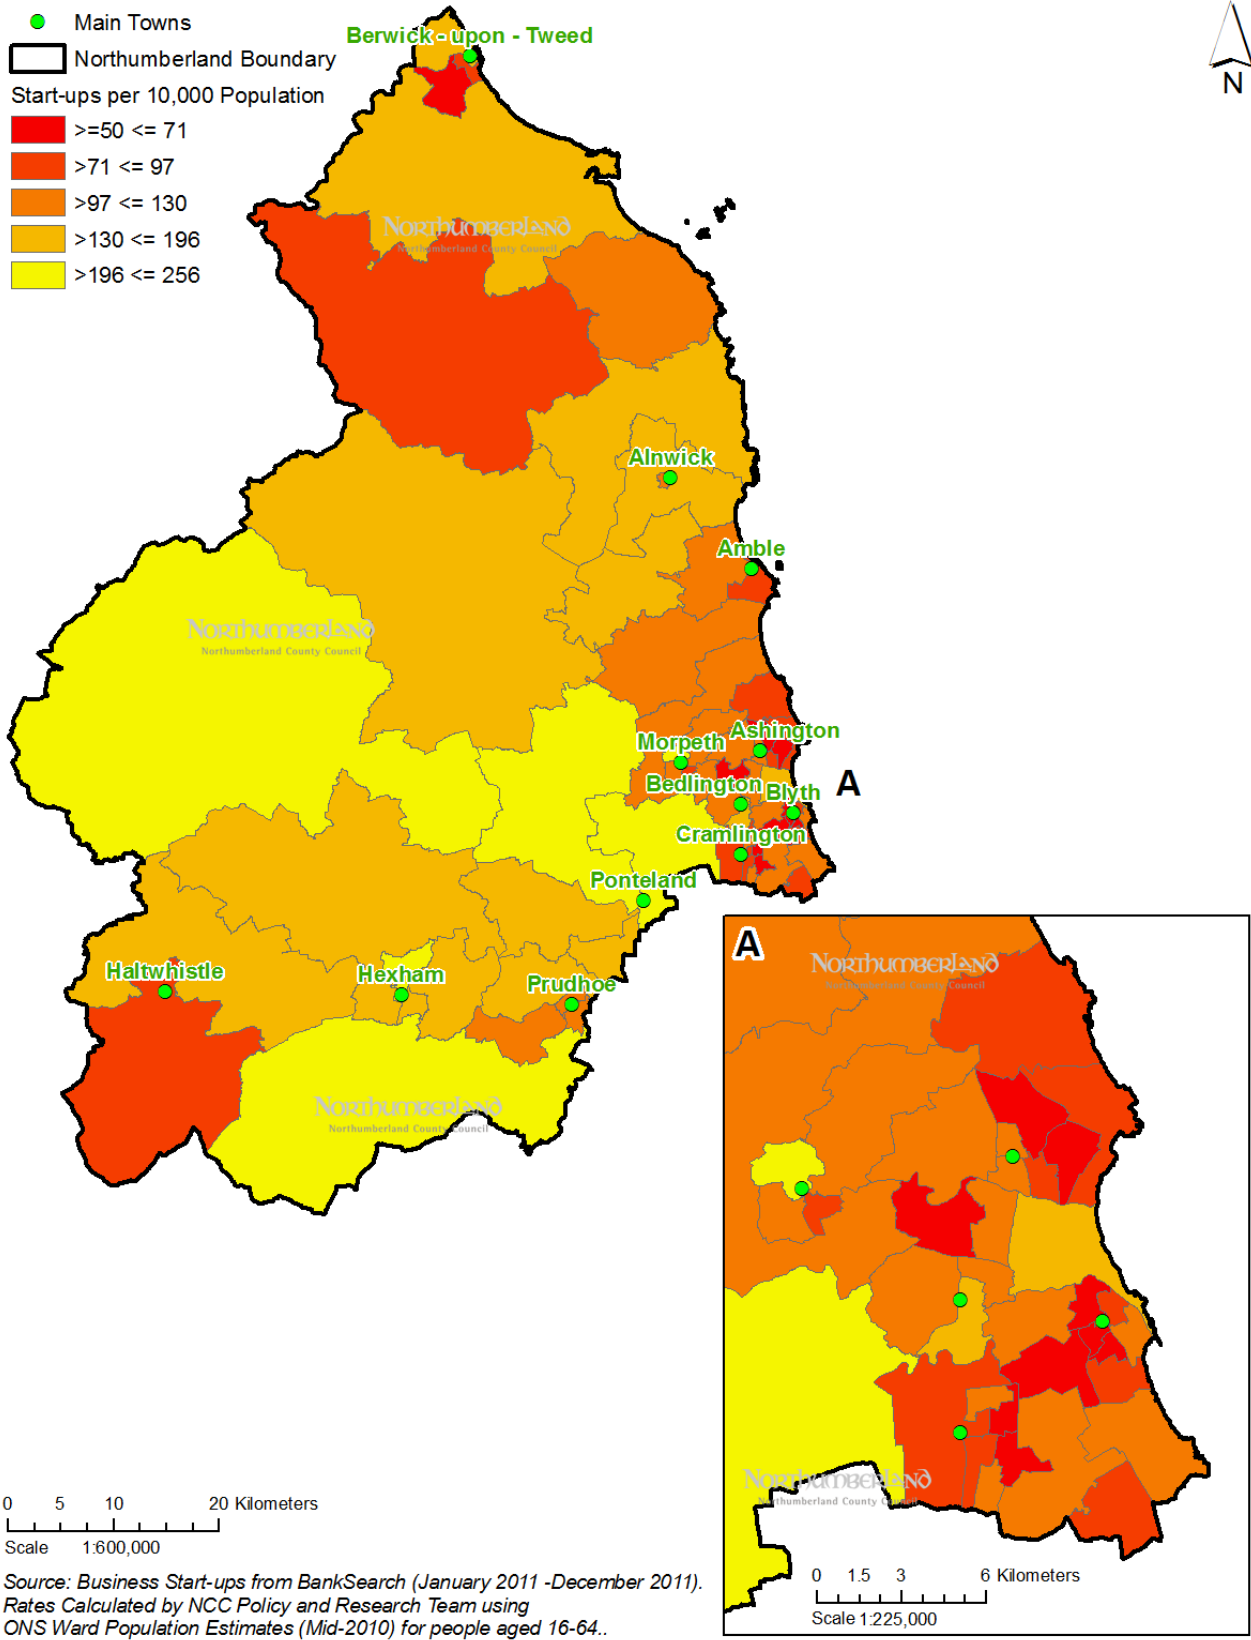 Main Towns
Northumberland Boundary
Start-ups per 10,000 Population
>=50 <= 71
>71 <= 97
>97 <= 130
>130 <= 196
>196 <= 256
Berwick - upon - Tweed
N
Northumberland
Northumberland County Council
Alnwick
Amble
Northumberland
Northumberland County Council
Ashington
Morpeth
Bedlington
Blyth
A
Cramlington
Ponteland
Haltwhistle
Hexham
Prudhoe
Northumberland
Northumberland County Council
A
Northumberland
Northumberland County Council
Northumberland
Northumberland County Council
0 1.5 3 6 Kilometers
Scale 1:225,000
0 5 10 20 Kilometers
Scale 1:600,000
Source: Business Start-ups from BankSearch (January 2011 -December 2011).
Rates Calculated by NCC Policy and Research Team using
ONS Ward Population Estimates (Mid-2010) for people aged 16-64..